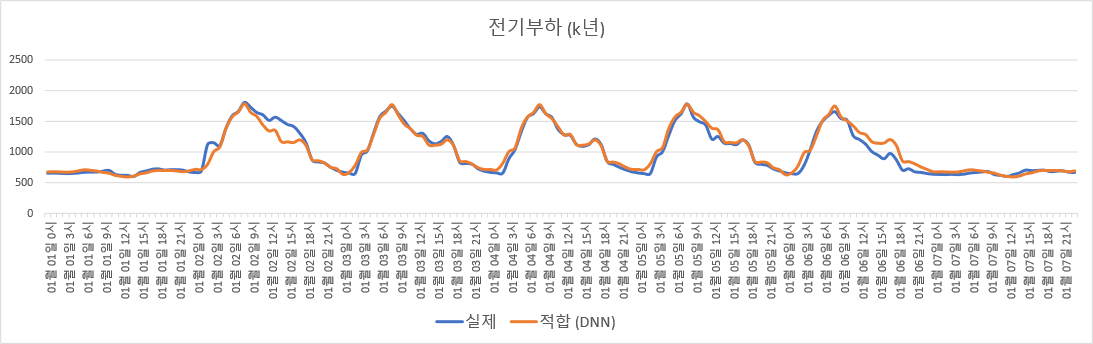 전기부하 (k년)
2500
2000
1500
1000
500
0
01월 01일 0시
01월 01일 3시
01월 01일 6시
01월 01일 9시
01월 01일 12시
01월 01일 15시
01월 01일 18시
01월 01일 21시
01월 02일 0시
01월 02일 3시
01월 02일 6시
01월 02일 9시
01월 02일 12시
01월 02일 15시
01월 02일 18시
01월 02일 21시
01월 03일 0시
01월 03일 3시
01월 03일 6시
01월 03일 9시
01월 03일 12시
01월 03일 15시
01월 03일 18시
01월 03일 21시
01월 04일 0시
01월 04일 3시
01월 04일 6시
01월 04일 9시
01월 04일 12시
01월 04일 15시
01월 04일 18시
01월 04일 21시
01월 05일 0시
01월 05일 3시
01월 05일 6시
01월 05일 9시
01월 05일 12시
01월 05일 15시
01월 05일 18시
01월 05일 21시
01월 06일 0시
01월 06일 3시
01월 06일 6시
01월 06일 9시
01월 06일 12시
01월 06일 15시
01월 06일 18시
01월 06일 21시
01월 07일 0시
01월 07일 3시
01월 07일 6시
01월 07일 9시
01월 07일 12시
01월 07일 15시
01월 07일 18시
01월 07일 21시
실제 적합 (DNN)